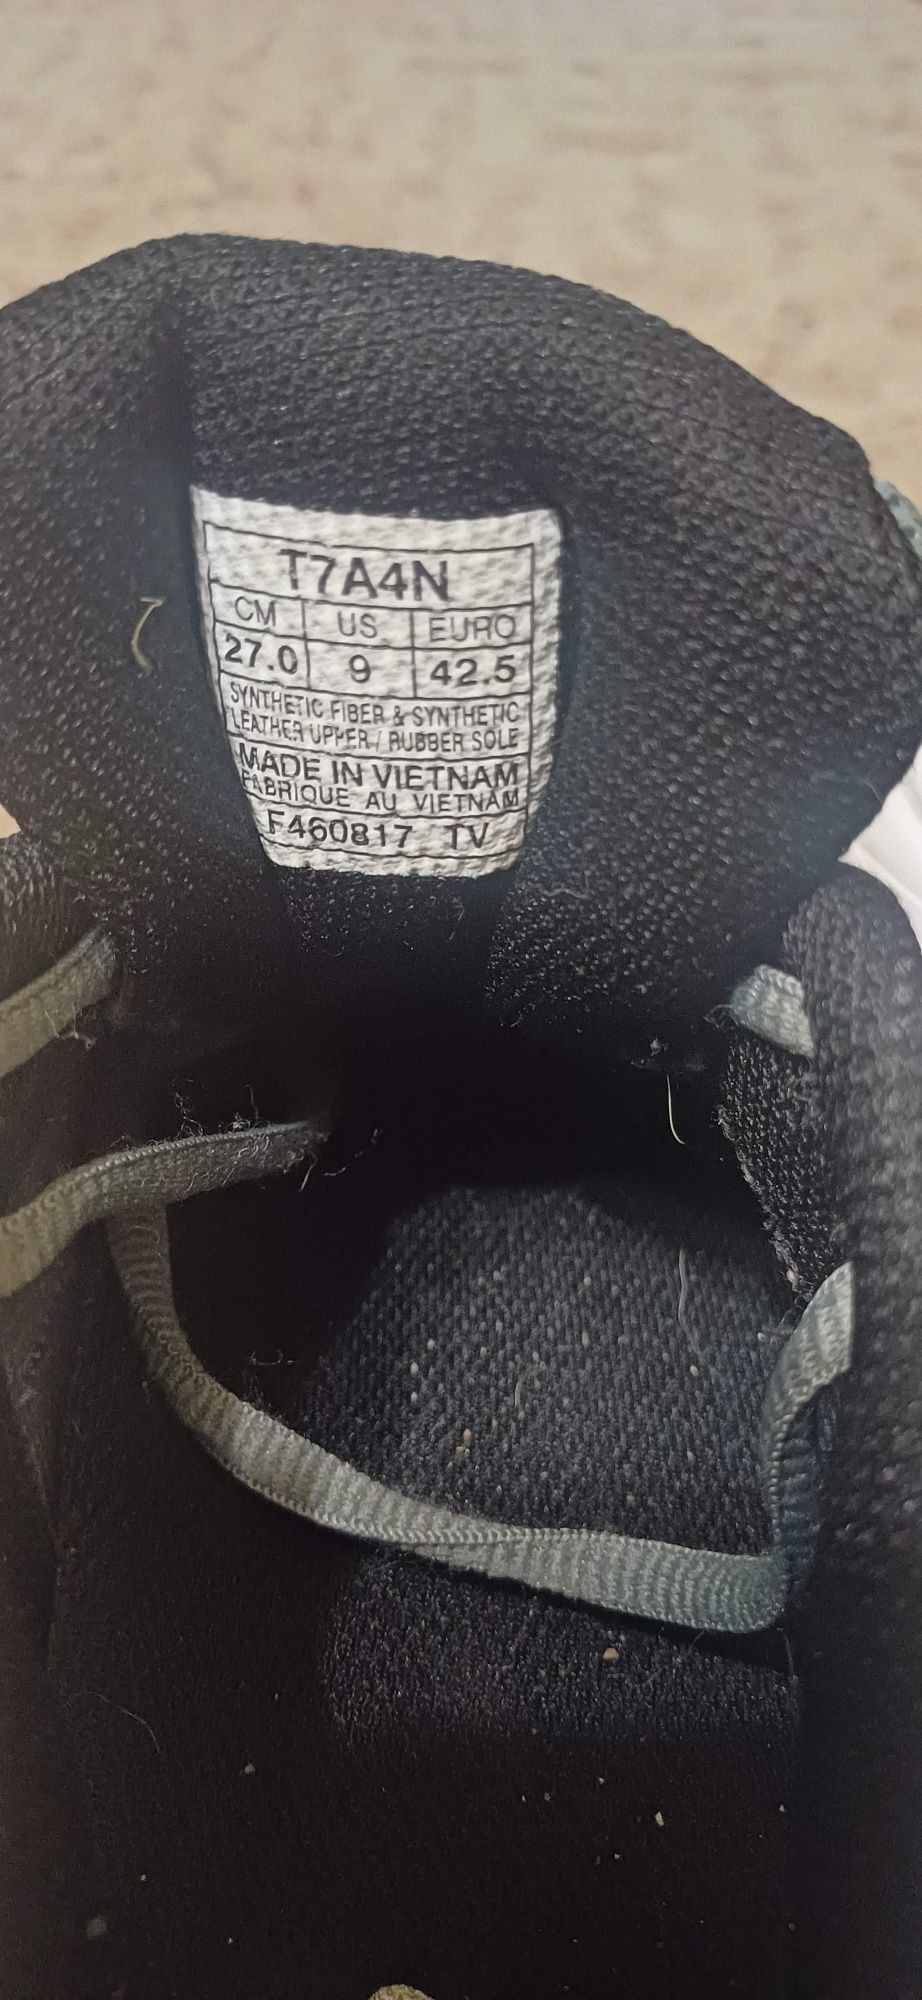 T7A4N
CM US EURO
27.0 9 42.5
SYNTHETIC FIBER & SYNTHETIC
LEATHER UPPER / RUBBER SOLE
MADE IN VIETNAM
FABRIQUE AU VIETNAM
F460817 TV